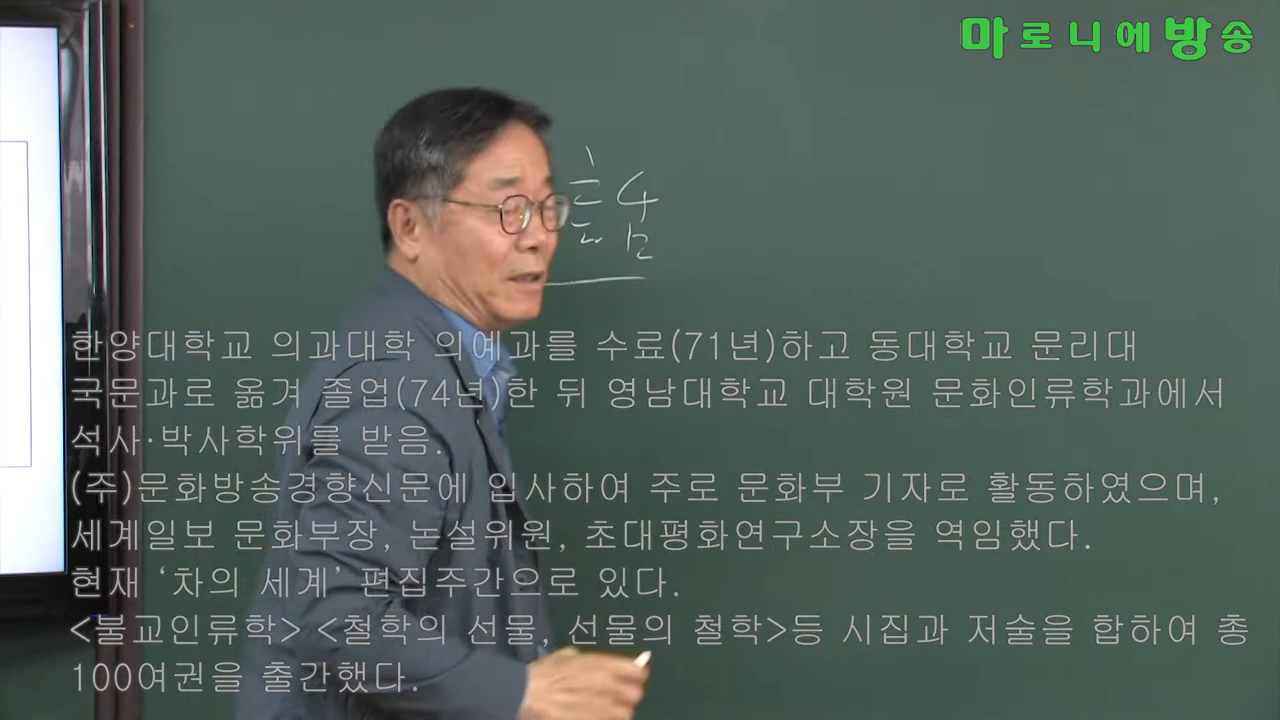 마로니에방송
한양대학교 의과대학 의예과를 수료(71년)하고 동대학교 문리대
국문과로 옮겨 졸업(74년)한 뒤 영남대학교 대학원 문화인류학과에서
석사·박사학위를 받음.
(주)문화방송경향신문에 입사하여 주로 문화부 기자로 활동하였으며,
세계일보 문화부장, 논설위원, 초대평화연구소장을 역임했다.
현재 ‘차의 세계’ 편집주간으로 있다.
<불교인류학> <철학의 선물, 선물의 철학>등 시집과 저술을 합하여 총
100여권을 출간했다.